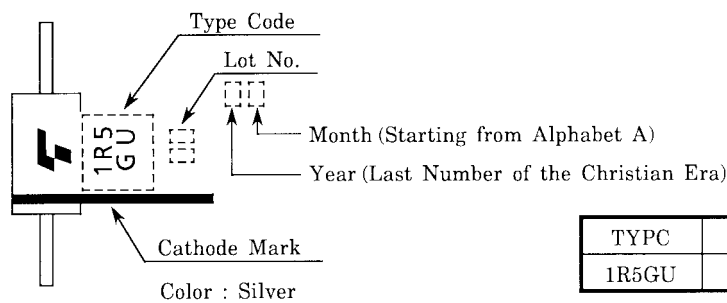 Type Code
Lot No.
1R5
GU
Month (Starting from Alphabet A)
Year (Last Number of the Christian Era)
Cathode Mark
Color : Silver
TYPC
1R5GU